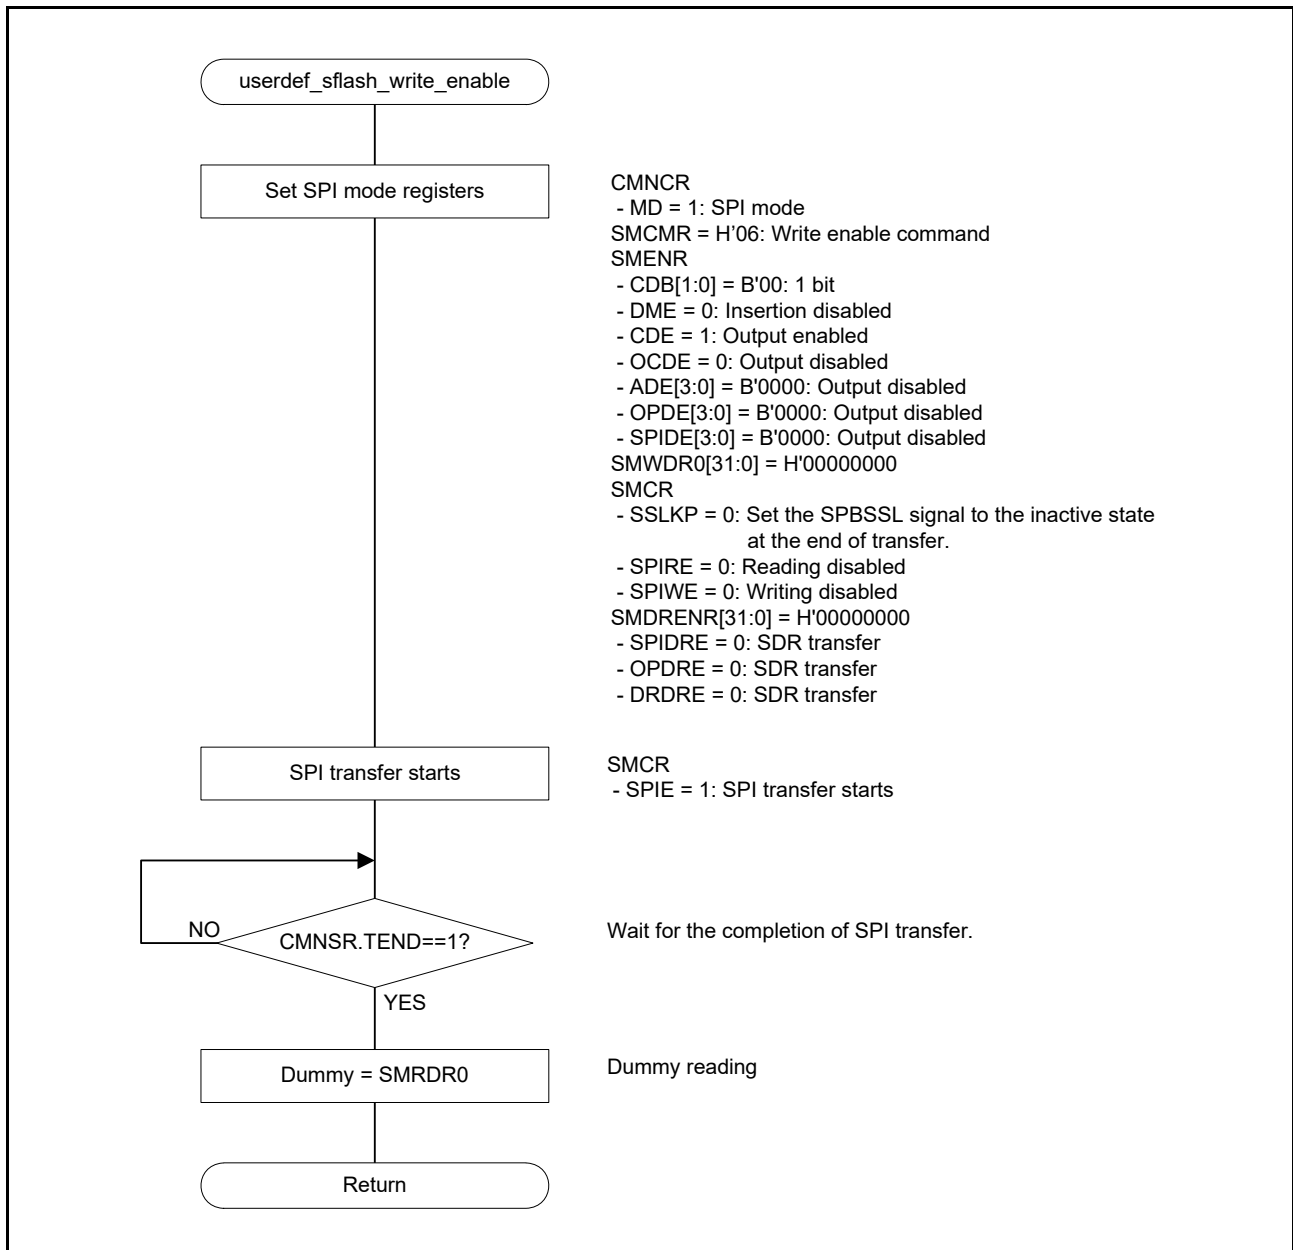 userdef_sflash_write_enable
Set SPI mode registers
CMNCR
- MD = 1: SPI mode
SMCMR = H’06: Write enable command
SMENR
- CDB[1:0] = B'00: 1 bit
- DME = 0: Insertion disabled
- CDE = 1: Output enabled
- OCDE = 0: Output disabled
- ADE[3:0] = B'0000: Output disabled
- OPDE[3:0] = B'0000: Output disabled
- SPIDE[3:0] = B'0000: Output disabled
SMWDR0[31:0] = H'00000000
SMCR
- SSLKP = 0: Set the SPBSSL signal to the inactive state
at the end of transfer.
- SPIRE = 0: Reading disabled
- SPIWE = 0: Writing disabled
SMDRENR[31:0] = H'00000000
- SPIDRE = 0: SDR transfer
- OPDRE = 0: SDR transfer
- DRDRE = 0: SDR transfer
SPI transfer starts
SMCR
- SPIE = 1: SPI transfer starts
NO
CMNSR.TEND==1?
Wait for the completion of SPI transfer.
YES
Dummy = SMRDR0
Dummy reading
Return